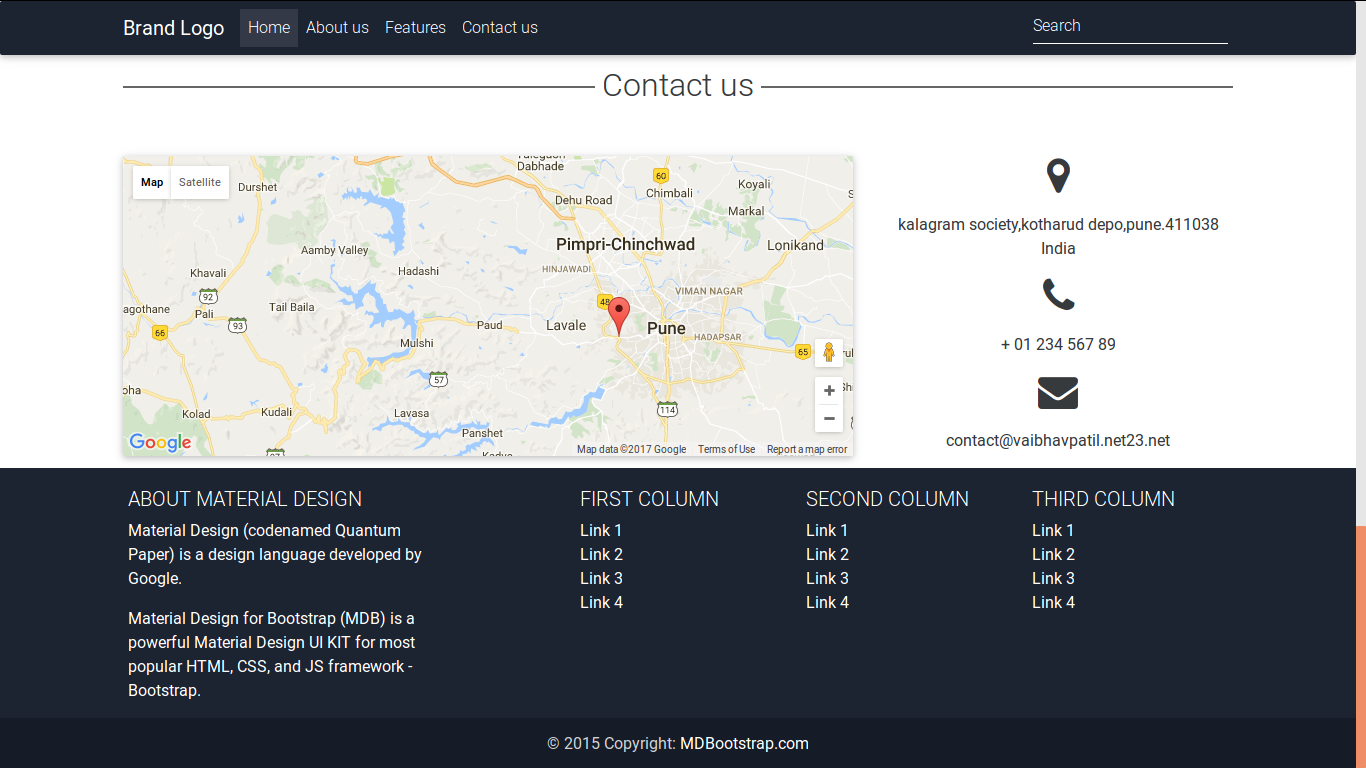 Brand Logo Home About us Features Contact us Search
Contact us
Map Satellite
Dabhade
60
Durshet
Chimbali
Koyali
Dehu Road
Markal
Aamby Valley
Pimpri-Chinchwad
Lonikand
Khavali
Hadashi
HINJAWADI
92
VIMAN NAGAR
Tail Baila
48
agothane
Pali
93
Paud
Lavale
Pune
66
Mulshi
HADAPSAR
65
57
Kolad
Kudali
Lavasa
114
Panshet
Google
Map data ©2017 Google Terms of Use Report a map error
+
−
kalagram society,kotharud depo,pune.411038
India
+ 01 234 567 89
contact@vaibhavpatil.net23.net
ABOUT MATERIAL DESIGN
Material Design (codenamed Quantum
Paper) is a design language developed by
Google.
Material Design for Bootstrap (MDB) is a
powerful Material Design UI KIT for most
popular HTML, CSS, and JS framework -
Bootstrap.
FIRST COLUMN
Link 1
Link 2
Link 3
Link 4
SECOND COLUMN
Link 1
Link 2
Link 3
Link 4
THIRD COLUMN
Link 1
Link 2
Link 3
Link 4
© 2015 Copyright: MDBootstrap.com